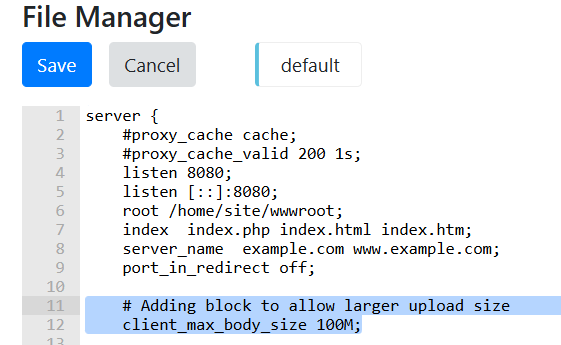 File Manager
Save Cancel default
1 server {
2 #proxy_cache cache;
3 #proxy_cache_valid 200 1s;
4 listen 8080;
5 listen [::]:8080;
6 root /home/site/wwwroot;
7 index  index.php index.html index.htm;
8 server_name  example.com www.example.com;
9 port_in_redirect off;
10
11 # Adding block to allow larger upload size
12 client_max_body_size 100M;
13